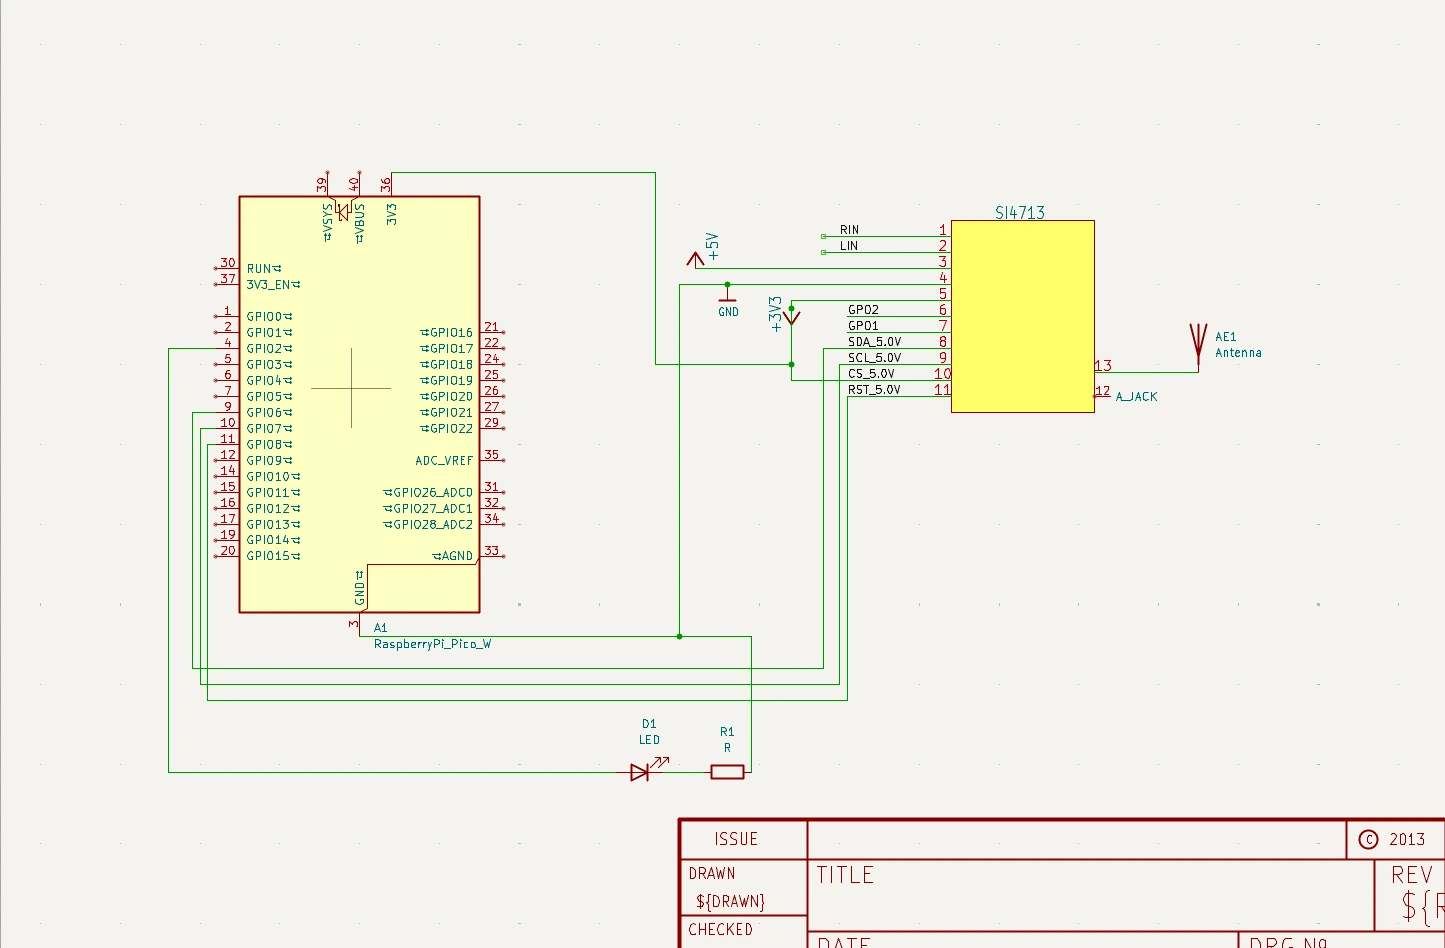 39
40
36
⇄VSYS
⇄VBUS
3V3
30 RUN⇄
37 3V3_EN⇄
1 GPIO0⇄
2 GPIO1⇄
4 GPIO2⇄
5 GPIO3⇄
6 GPIO4⇄
7 GPIO5⇄
9 GPIO6⇄
10 GPIO7⇄
11 GPIO8⇄
12 GPIO9⇄
14 GPIO10⇄
15 GPIO11⇄
16 GPIO12⇄
17 GPIO13⇄
19 GPIO14⇄
20 GPIO15⇄
⇄GPIO16 21
⇄GPIO17 22
⇄GPIO18 24
⇄GPIO19 25
⇄GPIO20 26
⇄GPIO21 27
⇄GPIO22 29
ADC_VREF 35
⇄GPIO26_ADC0 31
⇄GPIO27_ADC1 32
⇄GPIO28_ADC2 34
⇄AGND 33
GND⇄
3
A1
RaspberryPi_Pico_W
+5V
GND
+3V3
SI4713
RIN 1
LIN 2
3
4
5
GPO2 6
GPO1 7
SDA_5.0V 8
SCL_5.0V 9
CS_5.0V 10
RST_5.0V 11
13
12 A_JACK
AE1
Antenna
D1
LED
R1
R
ISSUE
© 2013
DRAWN
${DRAWN}
CHECKED
TITLE
REV
${R
DATE
DRG Nº